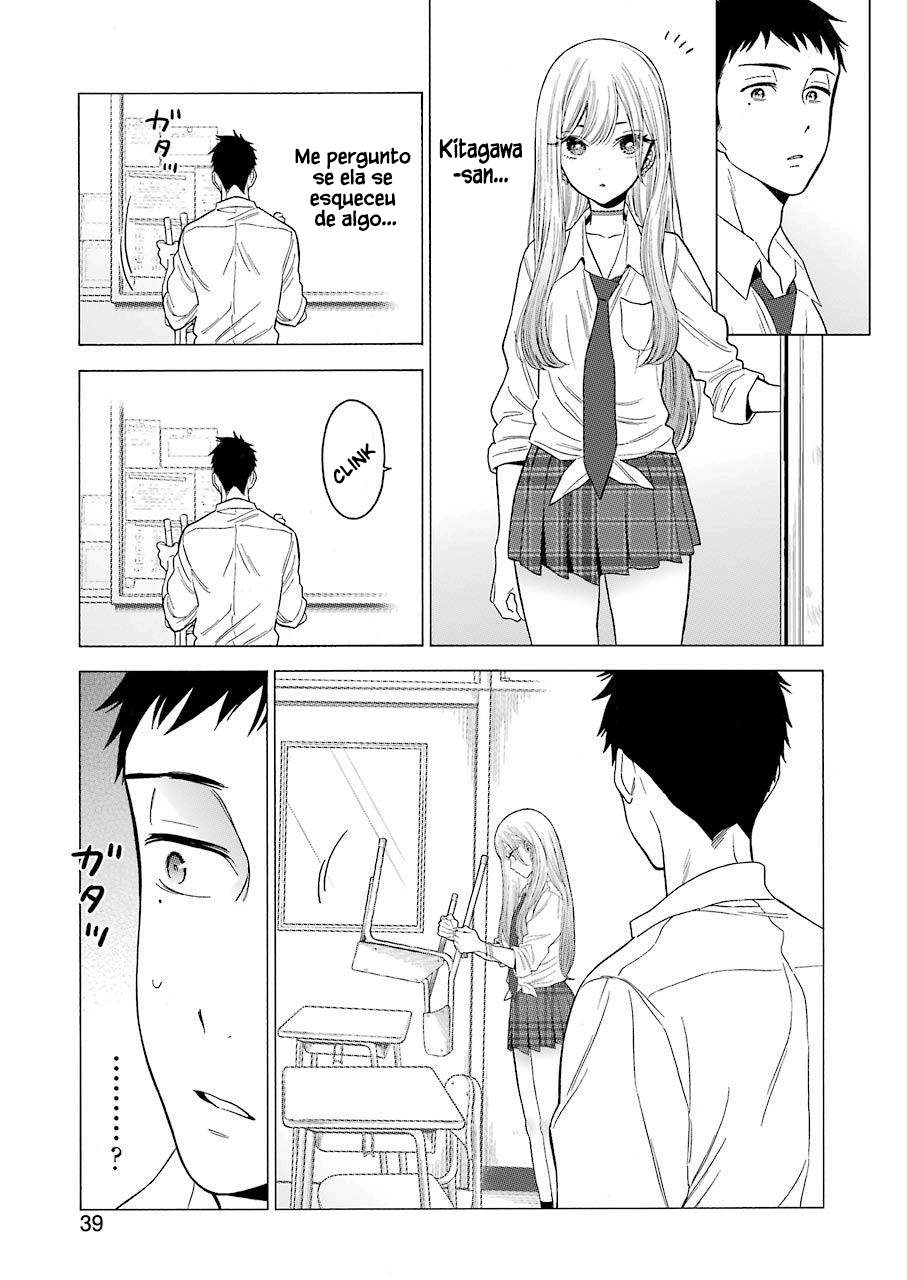 Kitagawa
-san...
Me pergunto
se ela se
esqueceu
de algo...
ガタッ
CLINK
ガタッ
………?
39